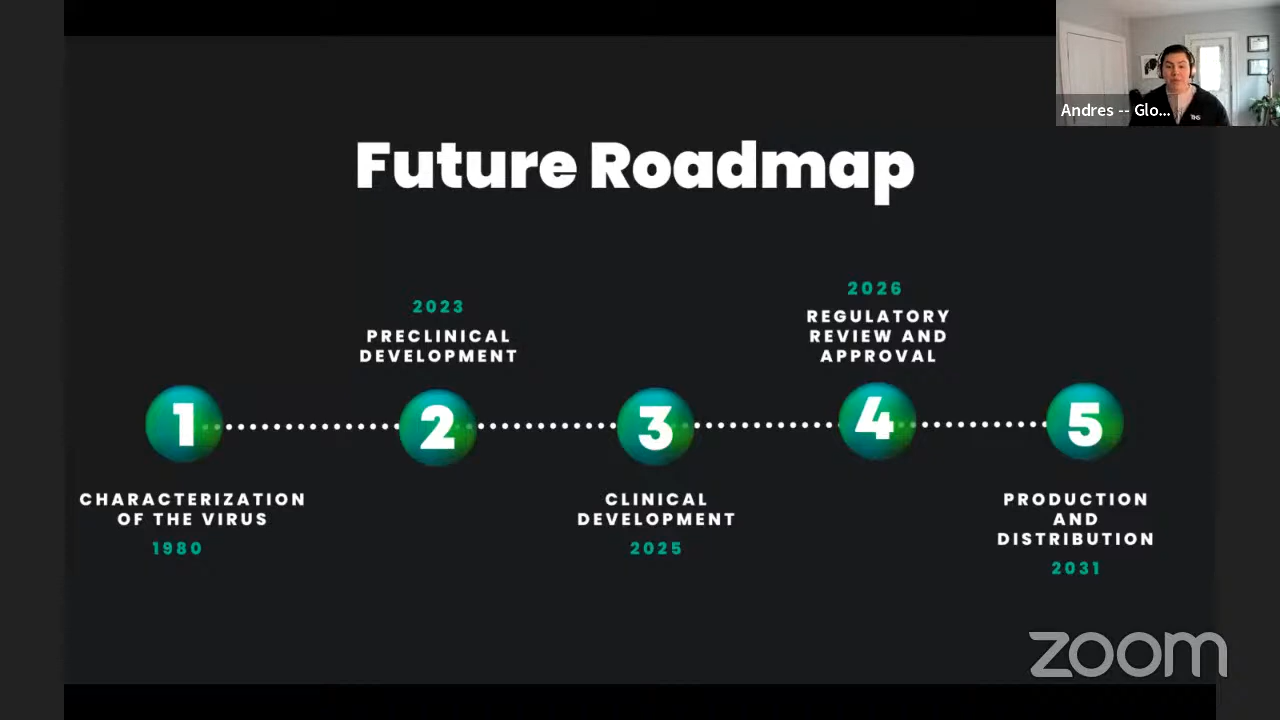 Andres -- Glo...
Future Roadmap
2023
PRECLINICAL
DEVELOPMENT
2026
REGULATORY
REVIEW AND
APPROVAL
1
2
3
4
5
CHARACTERIZATION
OF THE VIRUS
1980
CLINICAL
DEVELOPMENT
2025
PRODUCTION
AND
DISTRIBUTION
2031
zoom